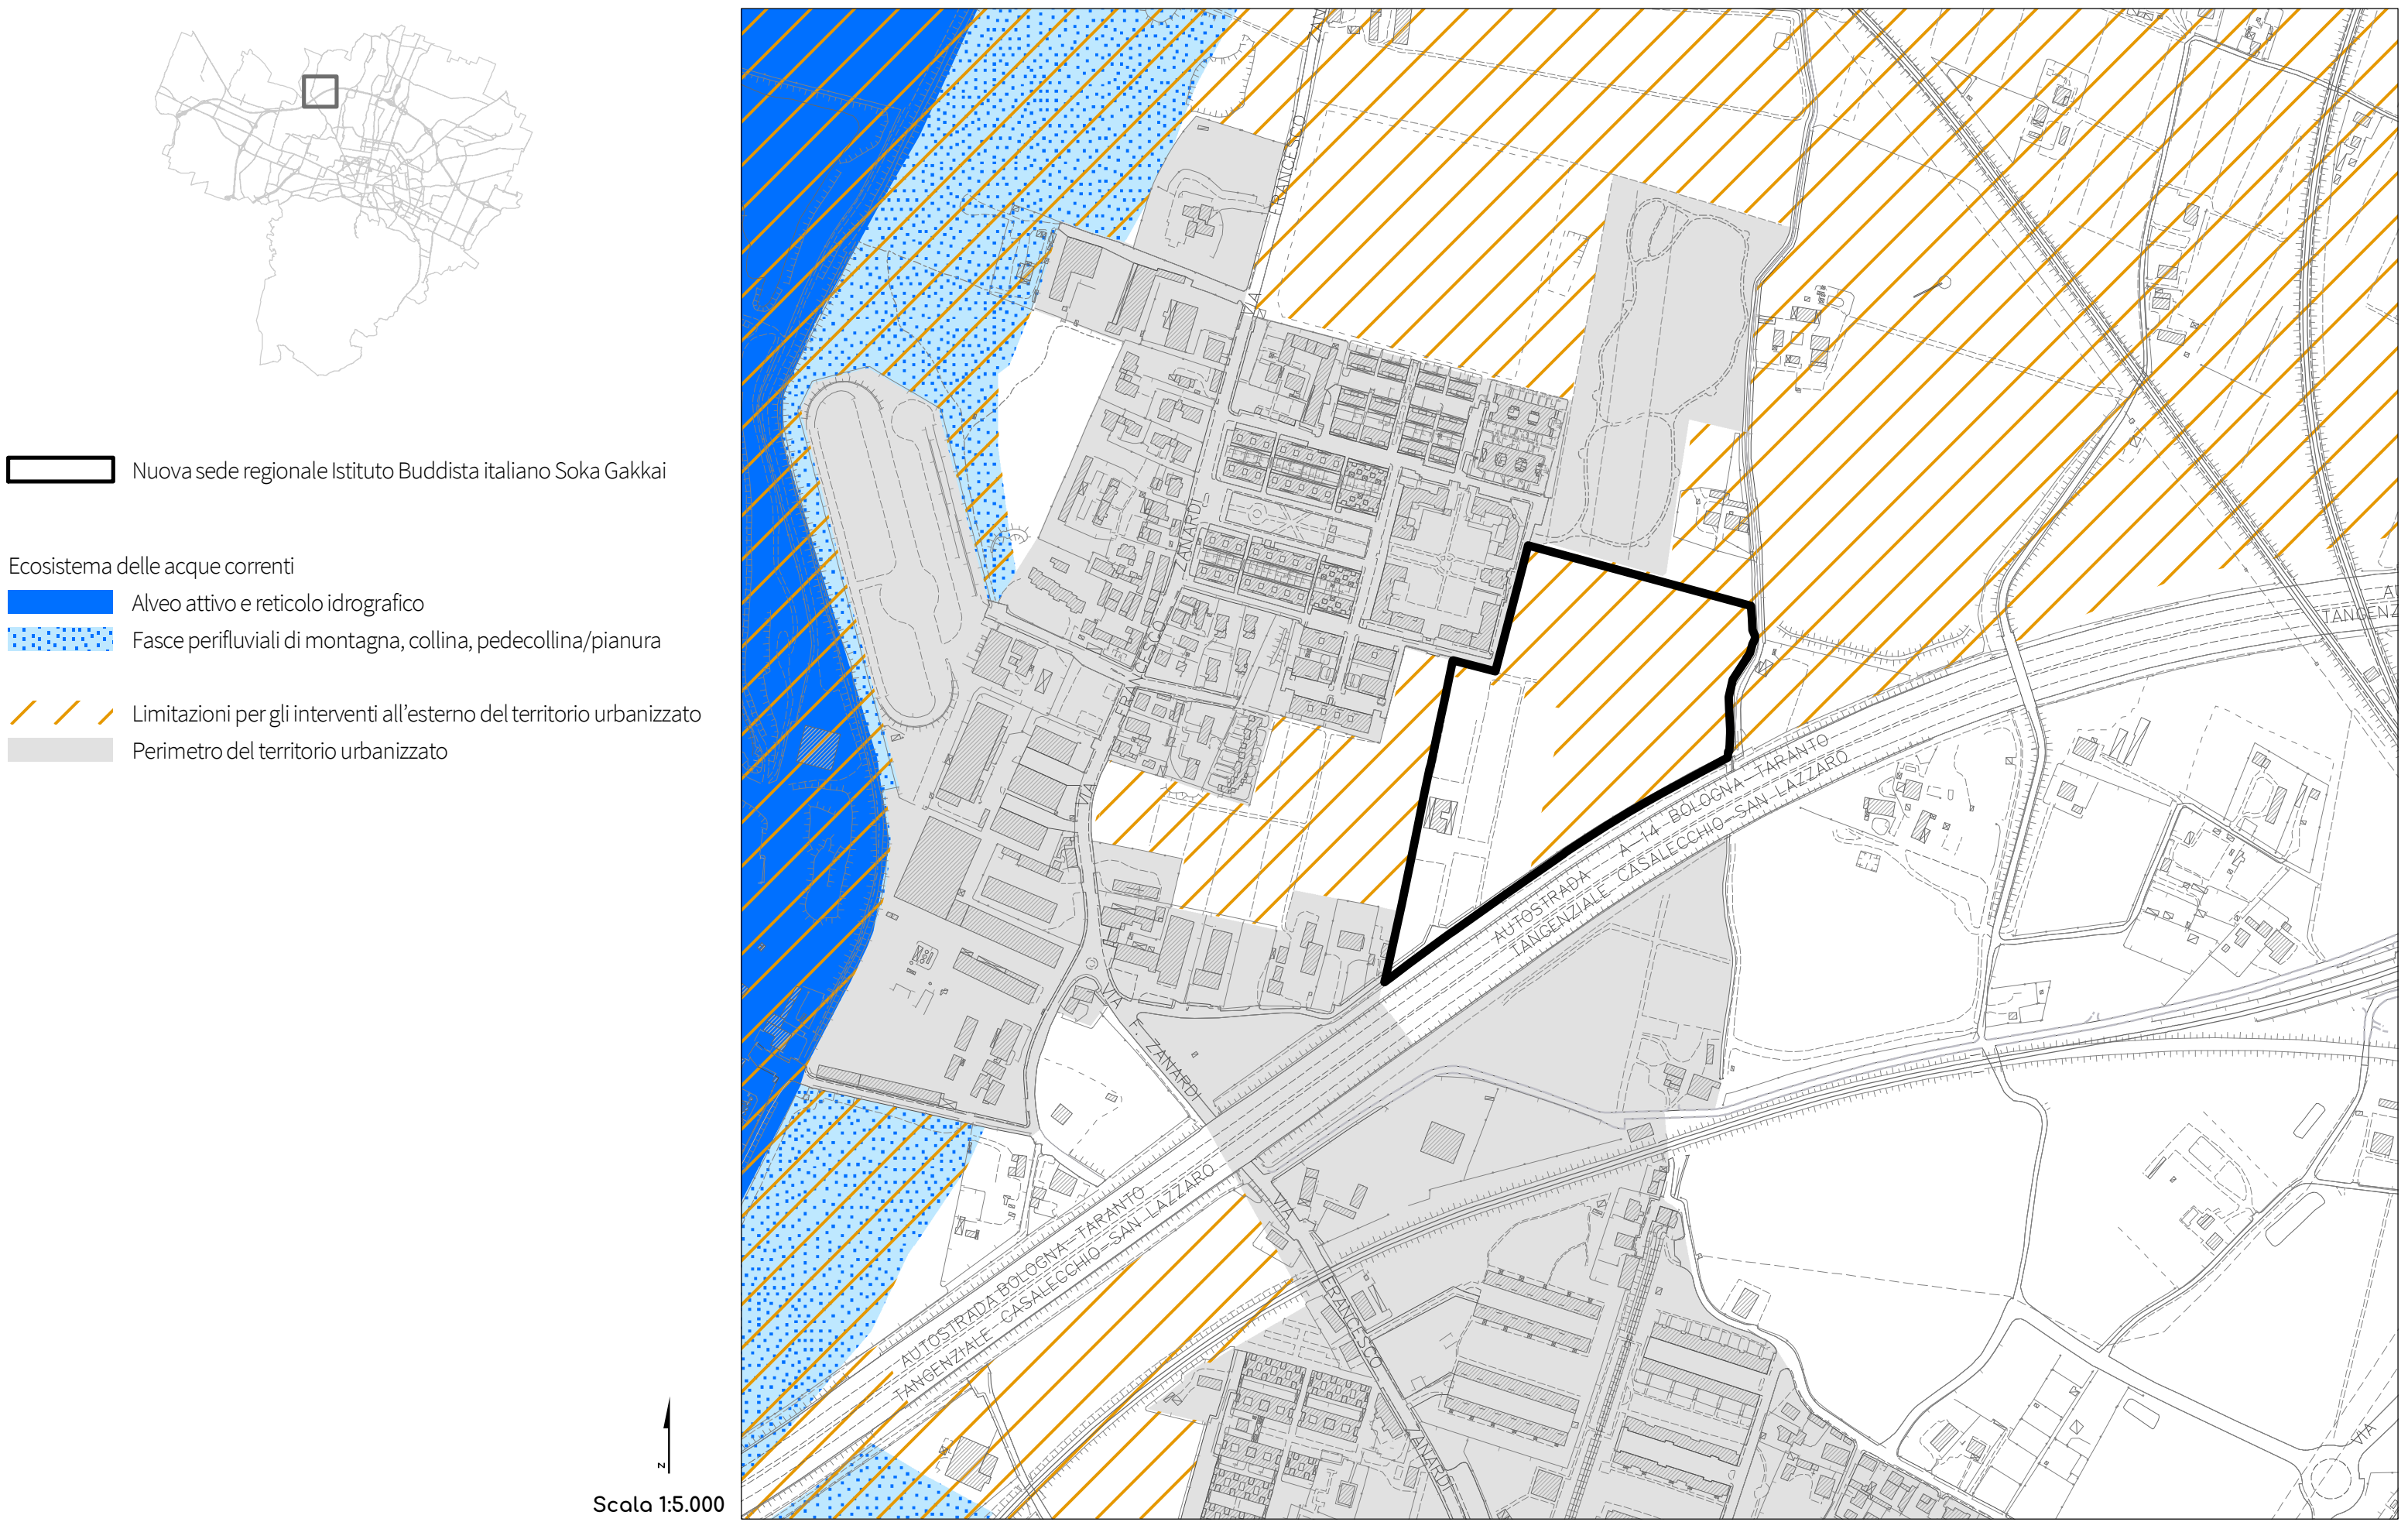 Nuova sede regionale Istituto Buddista italiano Soka Gakkai
Ecosistema delle acque correnti
Alveo attivo e reticolo idrografico
Fasce perifluviali di montagna, collina, pedecollina/pianura
Limitazioni per gli interventi all'esterno del territorio urbanizzato
Perimetro del territorio urbanizzato
N
Scala 1:5.000
VIA FRANCESCO
ZANARDI
VIA
VIA F. ZANARDI
AUTOSTRADA A-14 BOLOGNA-TARANTO
TANGENZIALE CASALECCHIO-SAN LAZZARO
AUTOSTRADA BOLOGNA-TARANTO
TANGENZIALE CASALECCHIO-SAN LAZZARO
VIA FRANCESCO ZANARDI
VIA